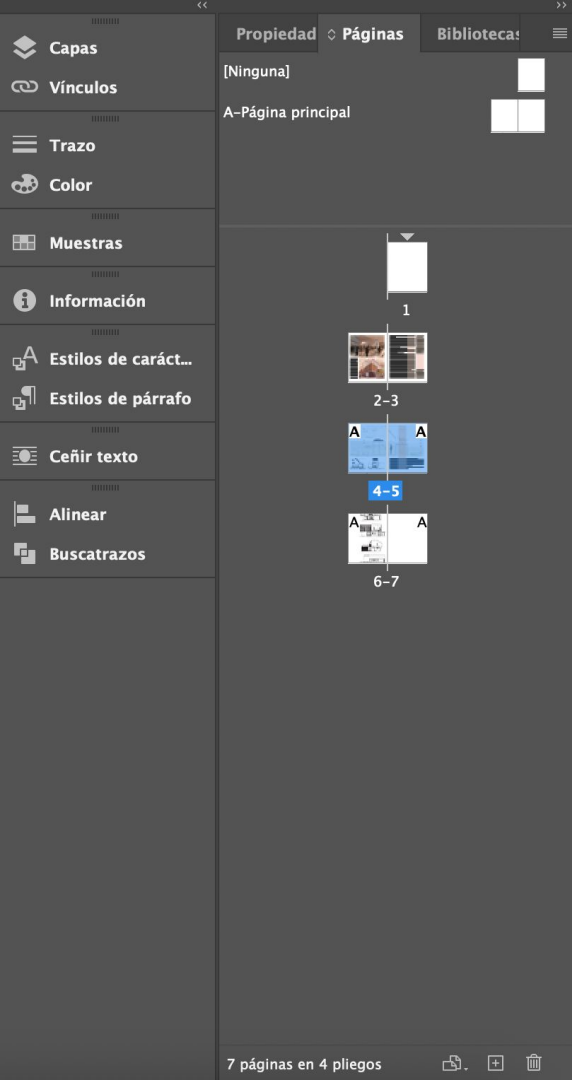 Capas
Vínculos
Trazo
Color
Muestras
Información
Estilos de caráct...
Estilos de párrafo
Ceñir texto
Alinear
Buscatrazos
Propiedad Páginas Bibliotecas
[Ninguna]
A-Página principal
1
2-3
A A
4-5
A A
6-7
7 páginas en 4 pliegos